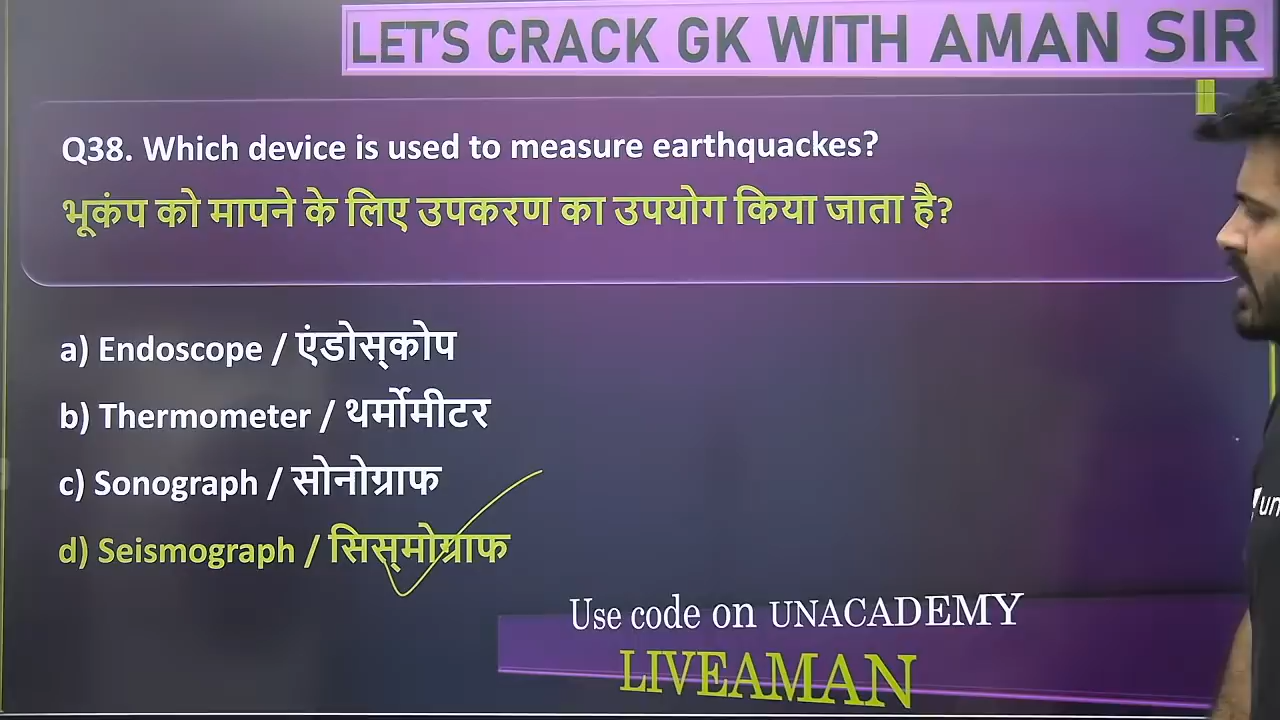 LET'S CRACK GK WITH AMAN SIR
Q38. Which device is used to measure earthquackes?
भूकंप को मापने के लिए उपकरण का उपयोग किया जाता है?
a) Endoscope / एंडोस्कोप
b) Thermometer / थर्मोमीटर
c) Sonograph / सोनोग्राफ
d) Seismograph / सिस्मोग्राफ
Use code on UNACADEMY
LIVEAMAN
un